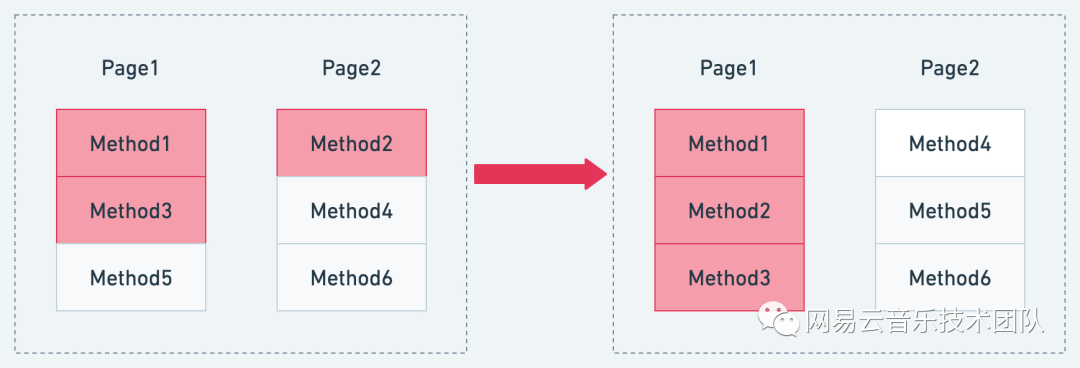 Page1
Page2
Method1
Method2
Method3
Method4
Method5
Method6
Page1
Page2
Method1
Method4
Method2
Method5
Method3
Method6
网易云音乐技术团队